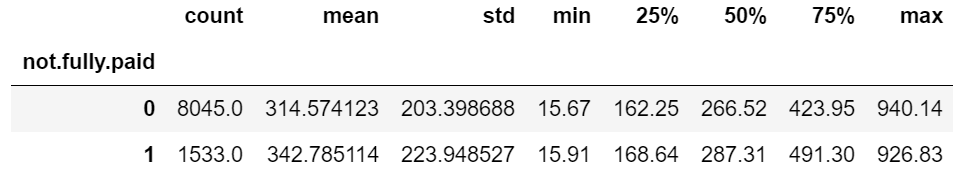 count mean std min 25% 50% 75% max
not.fully.paid
0 8045.0 314.574123 203.398688 15.67 162.25 266.52 423.95 940.14
1 1533.0 342.785114 223.948527 15.91 168.64 287.31 491.30 926.83